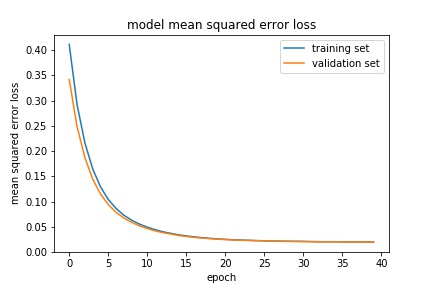 model mean squared error loss
training set
validation set
mean squared error loss
0.40
0.35
0.30
0.25
0.20
0.15
0.10
0.05
0.00
0 5 10 15 20 25 30 35 40
epoch